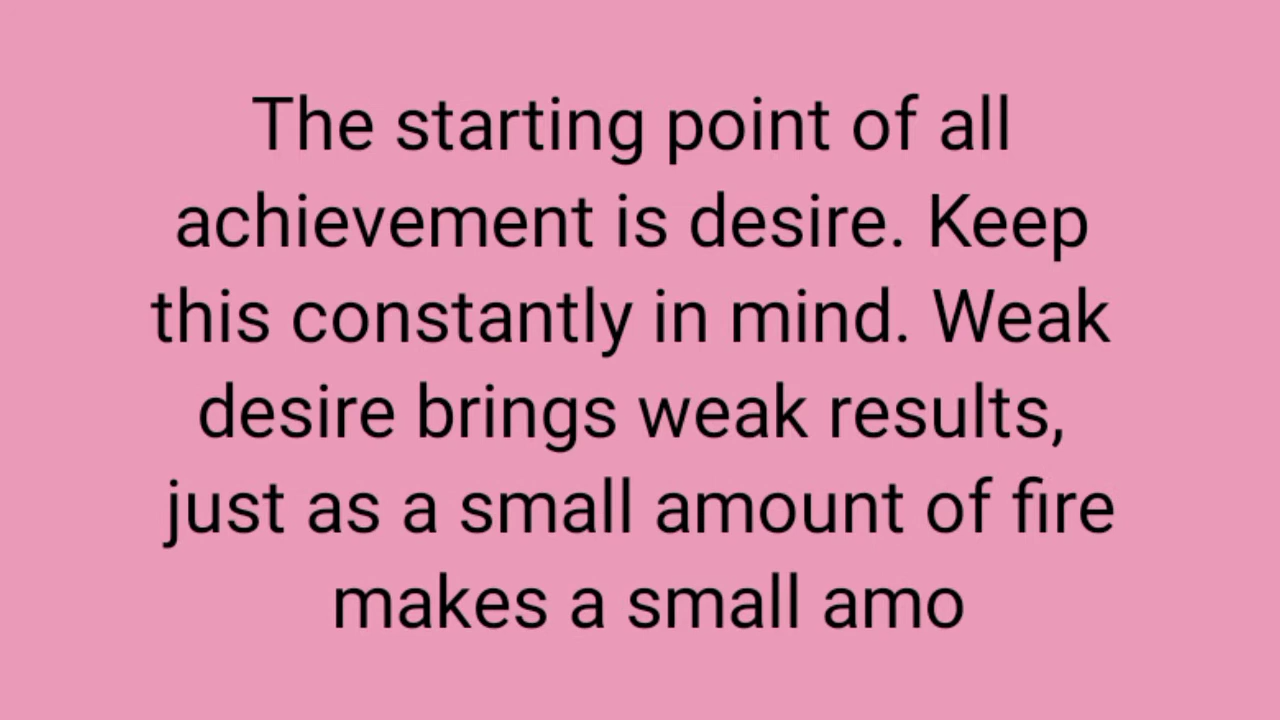 The starting point of all
achievement is desire. Keep
this constantly in mind. Weak
desire brings weak results,
just as a small amount of fire
makes a small amo